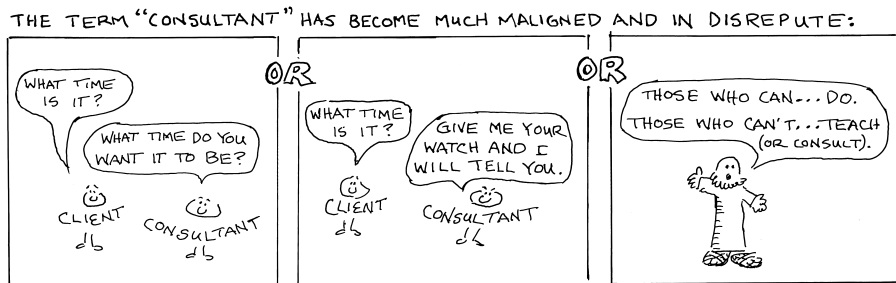 THE TERM "CONSULTANT" HAS BECOME MUCH MALIGNED AND IN DISREPUTE:
WHAT TIME
IS IT?
WHAT TIME DO YOU
WANT IT TO BE?
CLIENT
CONSULTANT
OR
WHAT TIME
IS IT?
GIVE ME YOUR
WATCH AND I
WILL TELL YOU.
CLIENT
CONSULTANT
OR
THOSE WHO CAN...DO.
THOSE WHO CAN'T...TEACH
(OR CONSULT).